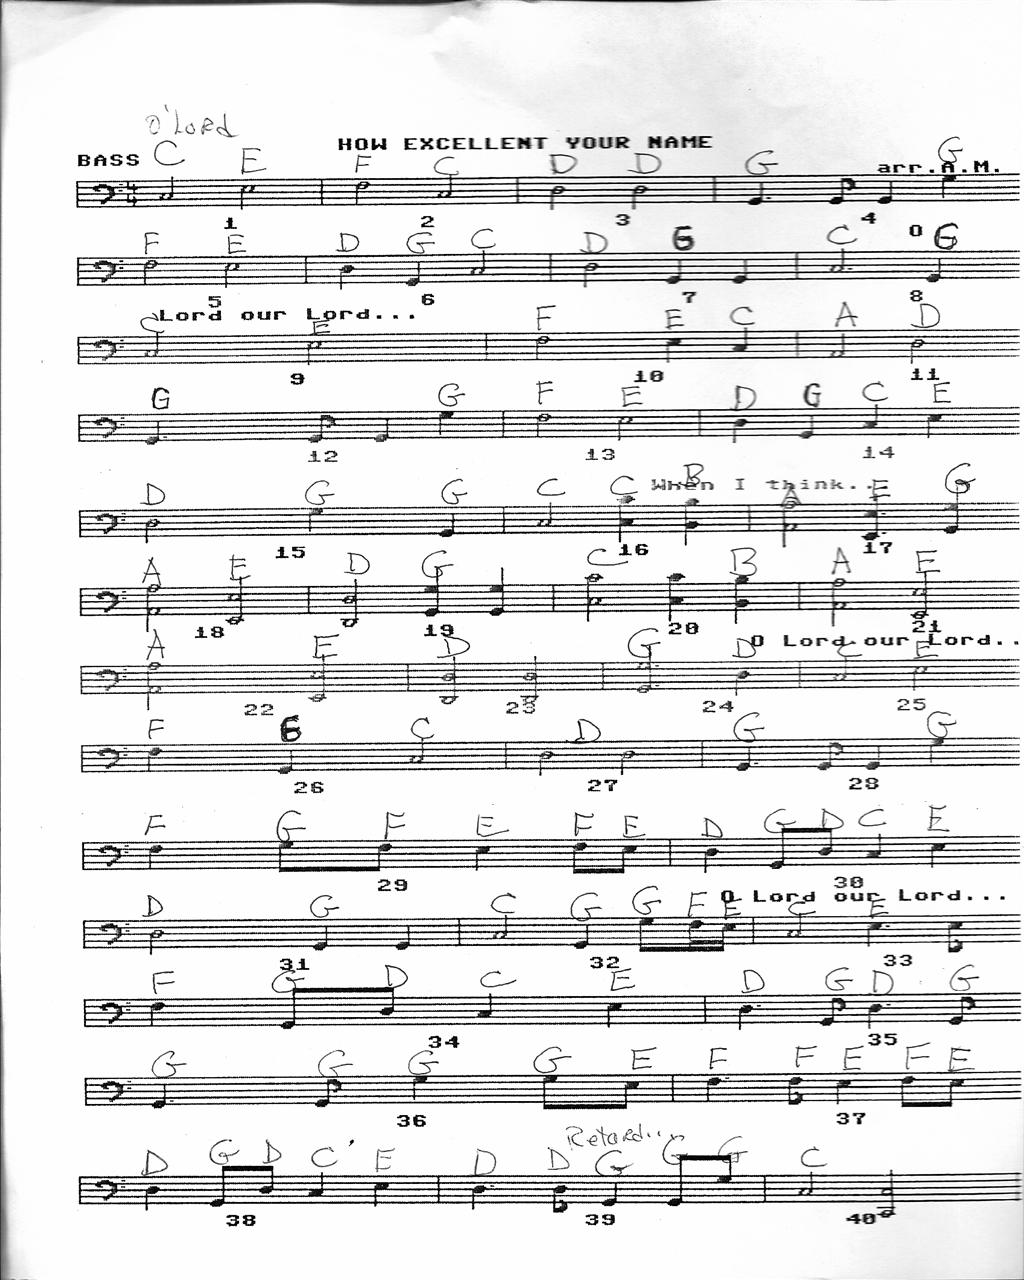 O'Lord
HOW EXCELLENT YOUR NAME
BASS C E F C D D G G
arr.A.M.
1 2 3 4
F E D G C D G C O G
5 6 7 8
Lord our Lord...
C E F E C A D
9 10 11
G G F E D G C E
12 13 14
When I think..
D G G C C B A E G
15 16 17
A E D G C B A E
18 19 20 21
O Lord our Lord..
A E D G D C E
22 23 24 25
F G C D G G
26 27 28
F G F E F E D G D C E
29 30
O Lord our Lord...
D G C G G F E C E
31 32 33
F G D C E D G D G
34 35
G G G G E F F E F E
36 37
Retard...
D G D C' E D D G G G C
38 39 40